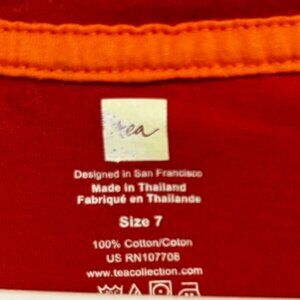 tea
Designed in San Francisco
Made in Thailand
Fabriqué en Thailande
Size 7
100% Cotton/Coton
US RN107708
www.teacollection.com